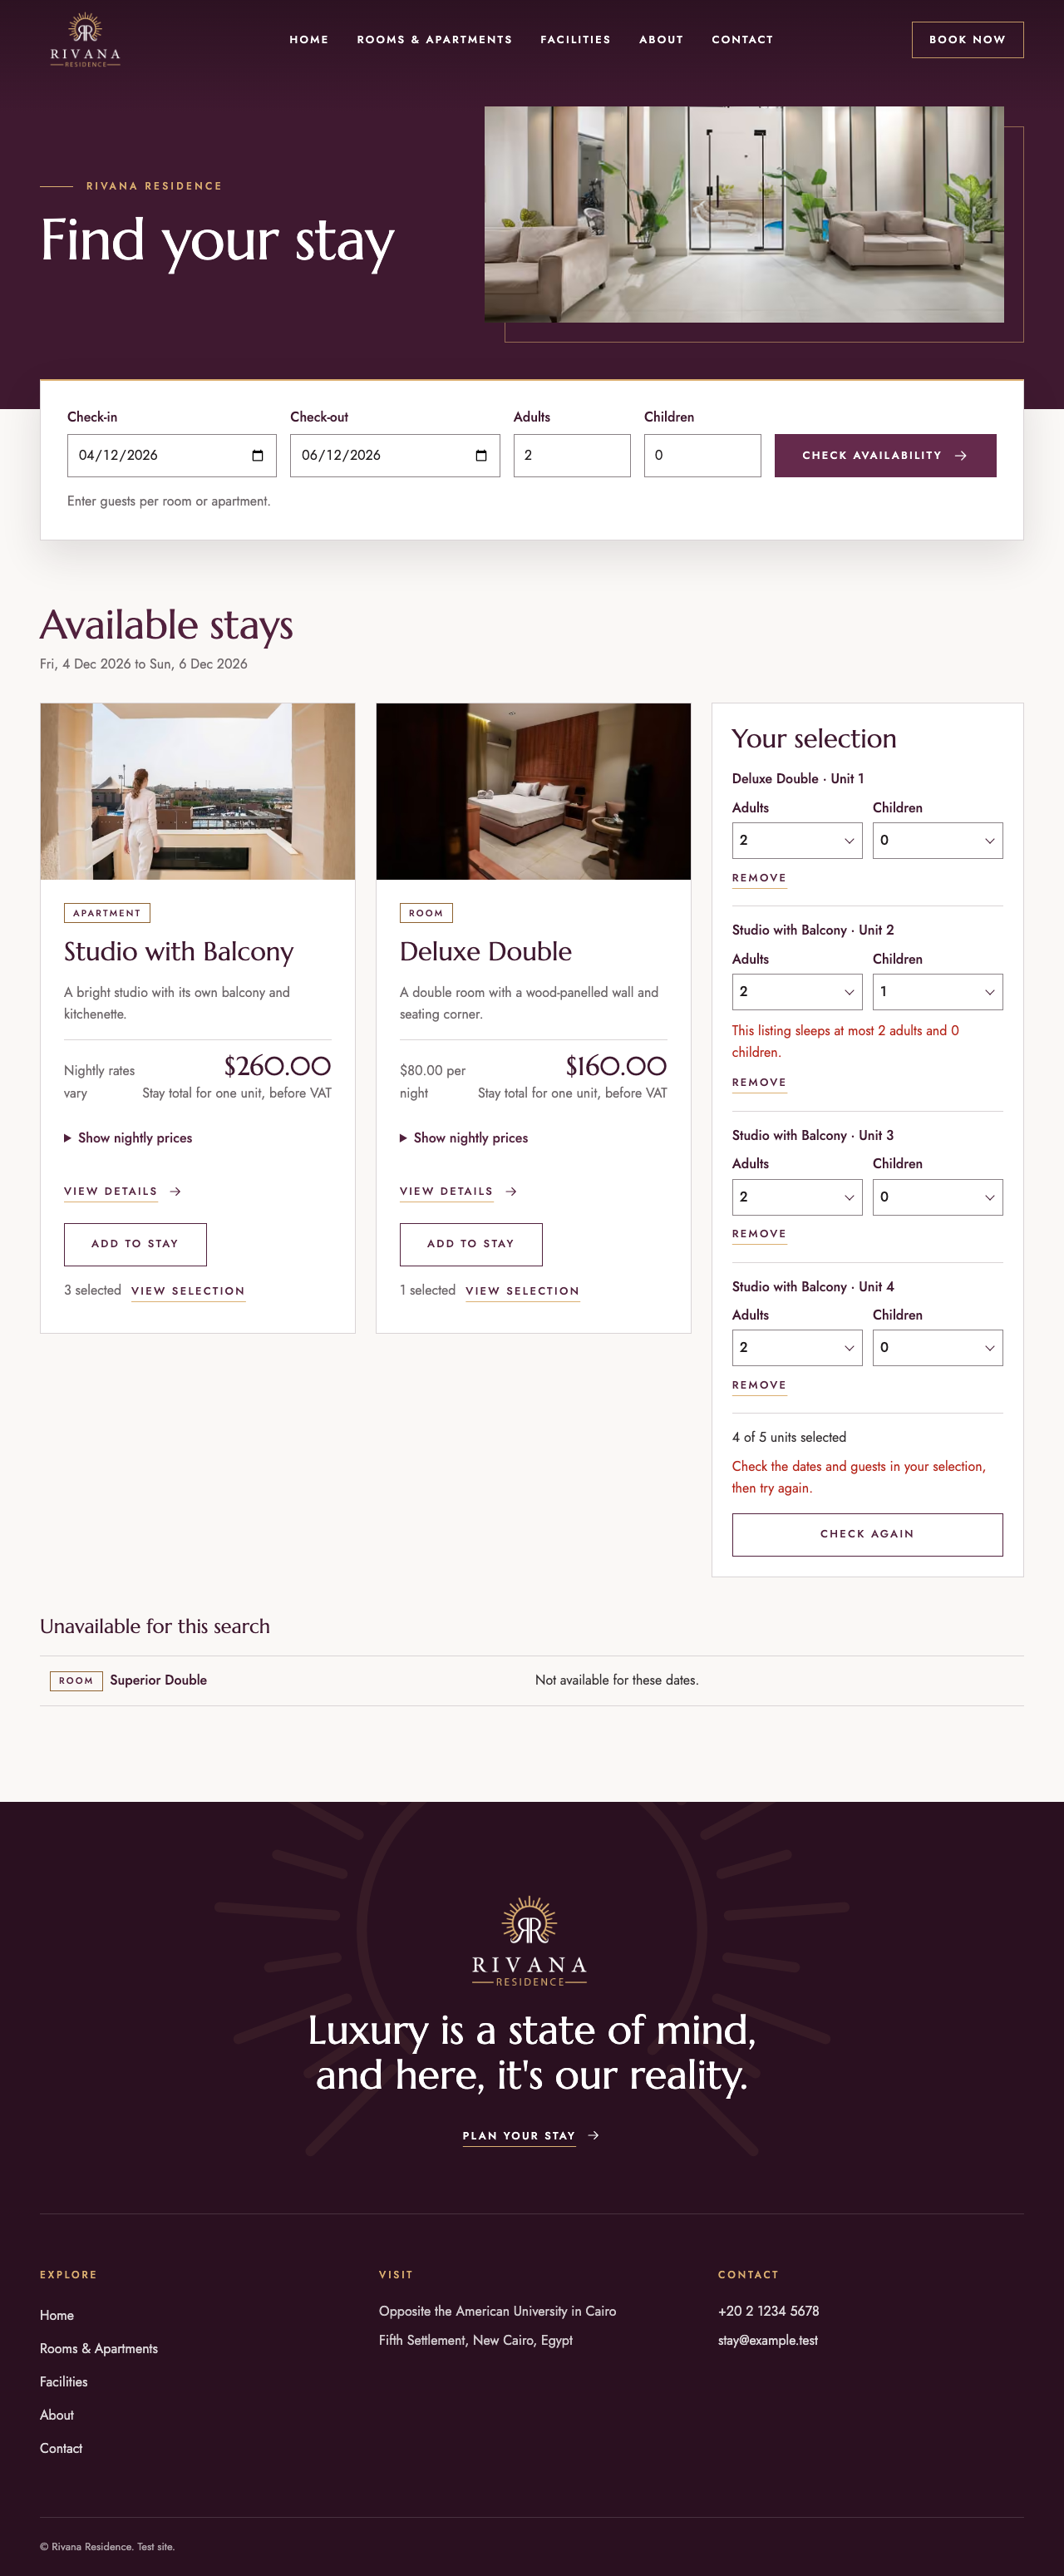 RIVANA
RESIDENCE
HOME
ROOMS & APARTMENTS
FACILITIES
ABOUT
CONTACT
BOOK NOW
RIVANA RESIDENCE
Find your stay
Check-in
Check-out
Adults
Children
04/12/2026
06/12/2026
2
0
CHECK AVAILABILITY
Enter guests per room or apartment.
Available stays
Fri, 4 Dec 2026 to Sun, 6 Dec 2026
APARTMENT
Studio with Balcony
A bright studio with its own balcony and
kitchenette.
Nightly rates
vary
$260.00
Stay total for one unit, before VAT
Show nightly prices
VIEW DETAILS
ADD TO STAY
3 selected VIEW SELECTION
ROOM
Deluxe Double
A double room with a wood-panelled wall and
seating corner.
$80.00 per
night
$160.00
Stay total for one unit, before VAT
Show nightly prices
VIEW DETAILS
ADD TO STAY
1 selected VIEW SELECTION
Your selection
Deluxe Double · Unit 1
Adults Children
2 0
REMOVE
Studio with Balcony · Unit 2
Adults Children
2 1
This listing sleeps at most 2 adults and 0
children.
REMOVE
Studio with Balcony · Unit 3
Adults Children
2 0
REMOVE
Studio with Balcony · Unit 4
Adults Children
2 0
REMOVE
4 of 5 units selected
Check the dates and guests in your selection,
then try again.
CHECK AGAIN
Unavailable for this search
ROOM Superior Double
Not available for these dates.
RIVANA
RESIDENCE
Luxury is a state of mind,
and here, it's our reality.
PLAN YOUR STAY
EXPLORE
Home
Rooms & Apartments
Facilities
About
Contact
VISIT
Opposite the American University in Cairo
Fifth Settlement, New Cairo, Egypt
CONTACT
+20 2 1234 5678
stay@example.test
© Rivana Residence. Test site.